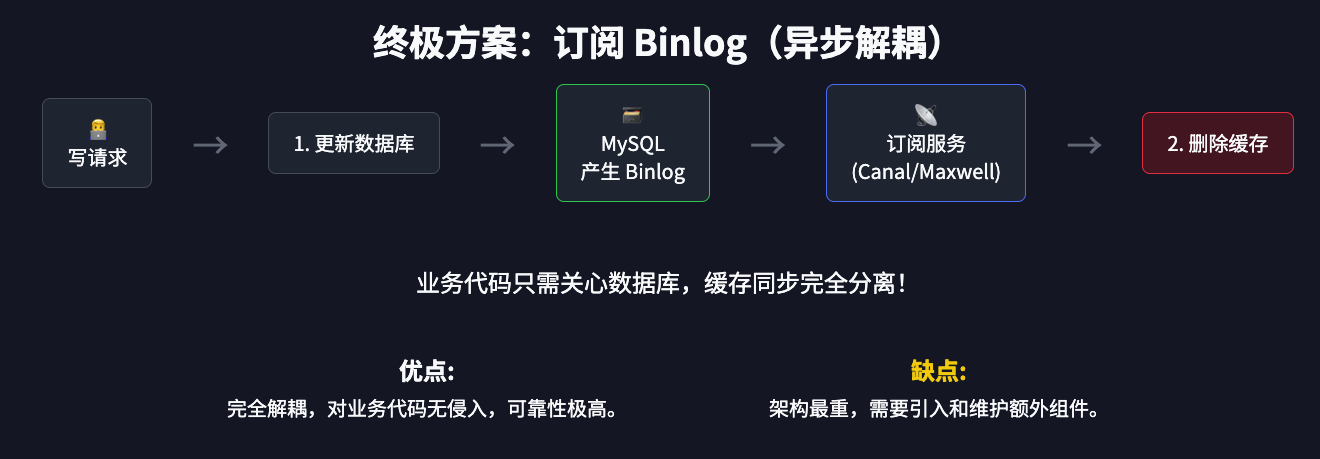 终极方案：订阅 Binlog（异步解耦）
写请求
1. 更新数据库
MySQL
产生 Binlog
订阅服务
(Canal/Maxwell)
2. 删除缓存
业务代码只需关心数据库，缓存同步完全分离！
优点:
完全解耦，对业务代码无侵入，可靠性极高。
缺点:
架构最重，需要引入和维护额外组件。